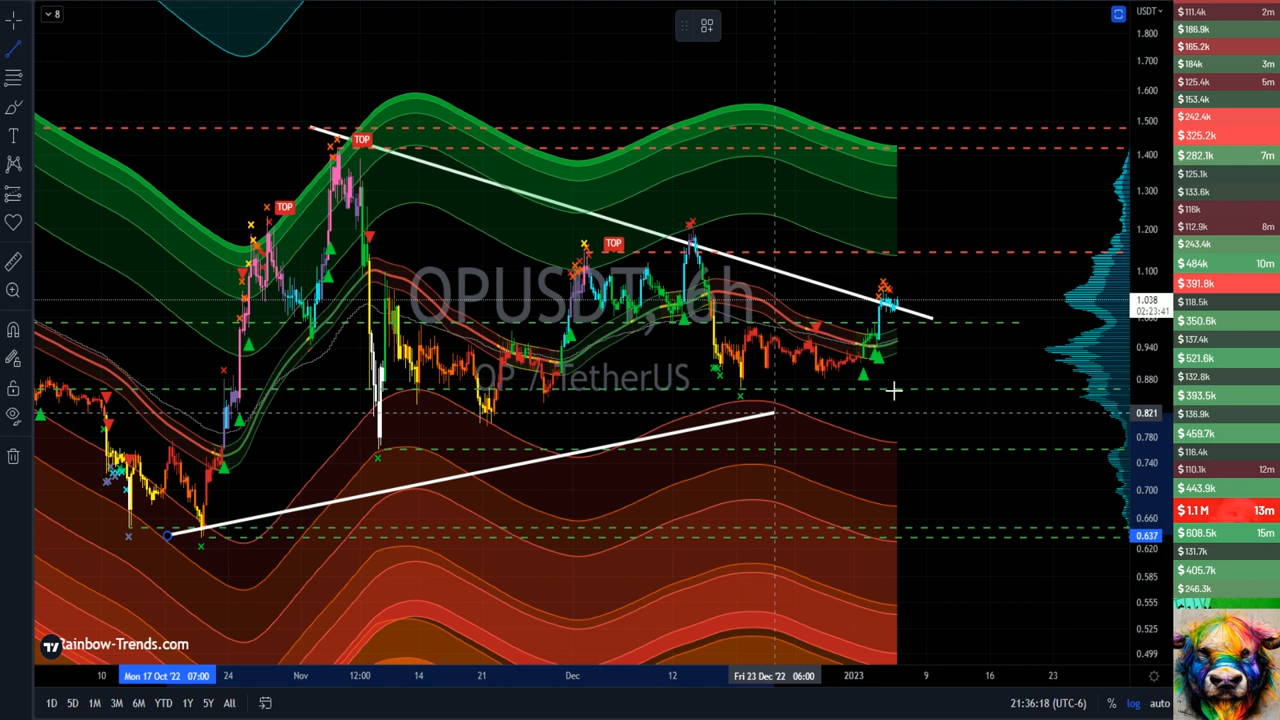 8
USDT
1.800
1.700
1.600
1.500
1.400
1.300
1.200
1.100
1.038
02:23:41
1.000
0.940
0.880
0.821
0.780
0.740
0.700
0.660
0.637
0.620
0.585
0.555
0.525
0.499
TOP
TOP
TOP
Rainbow-Trends.com
10
Mon 17 Oct '22 07:00
24
Nov
12:00
14
21
Dec
12
Fri 23 Dec '22 06:00
2023
9
16
23
1D 5D 1M 3M 6M YTD 1Y 5Y All
21:36:18 (UTC-6) % log auto
$111.4k 2m
$186.9k
$165.2k
$184k 3m
$125.4k 5m
$153.4k
$242.4k
$325.2k
$282.1k 7m
$125.1k
$133.6k
$116k
$112.9k 8m
$243.4k
$484k
$391.8k
$118.5k
$350.6k
$137.4k
$521.6k
$132.8k
$393.5k
$136.9k
$459.7k
$116.4k
$110.1k 12m
$443.9k
$1.1 M 13m
$608.5k 15m
$131.7k
$405.7k
$246.3k